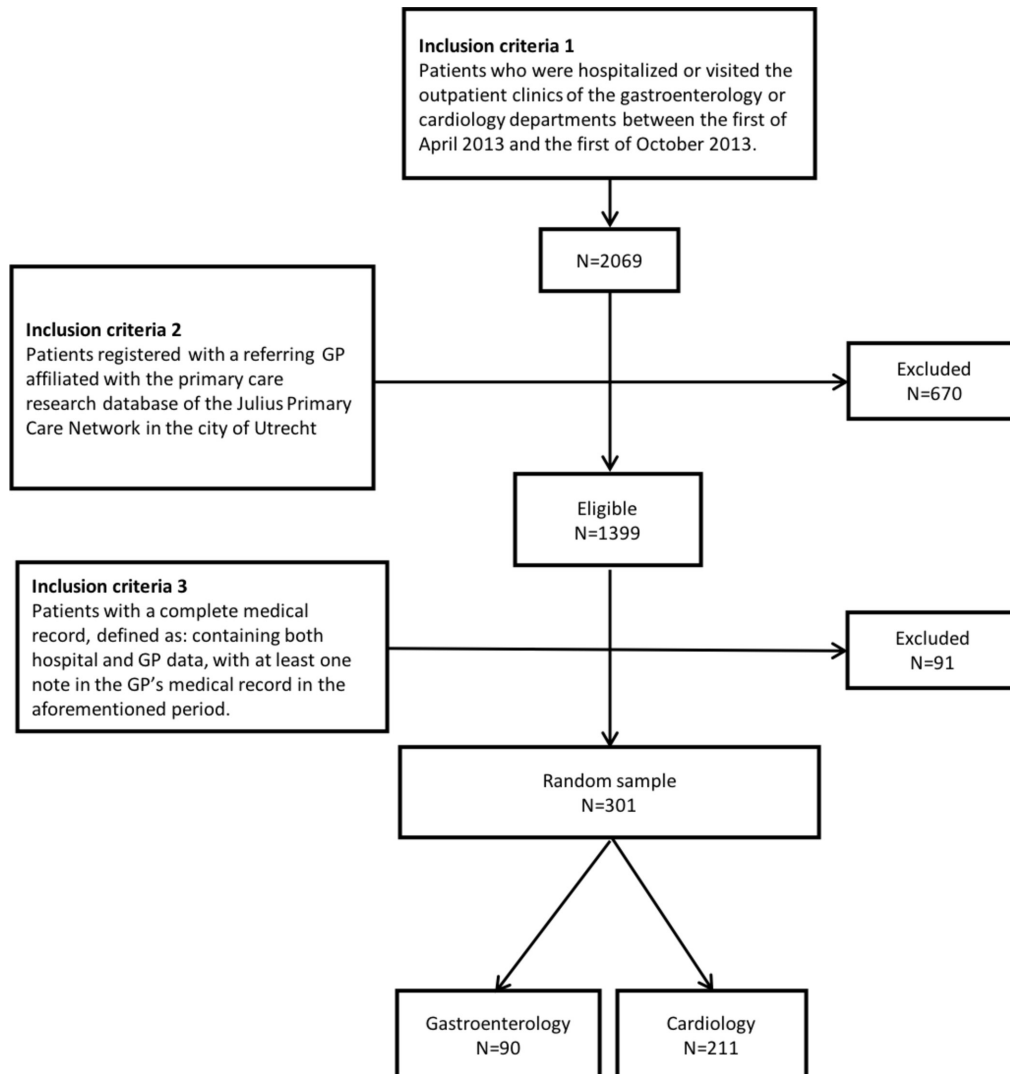 Inclusion criteria 1
Patients who were hospitalized or visited the
outpatient clinics of the gastroenterology or
cardiology departments between the first of
April 2013 and the first of October 2013.
N=2069
Inclusion criteria 2
Patients registered with a referring GP
affiliated with the primary care
research database of the Julius Primary
Care Network in the city of Utrecht
Excluded
N=670
Eligible
N=1399
Inclusion criteria 3
Patients with a complete medical
record, defined as: containing both
hospital and GP data, with at least one
note in the GP’s medical record in the
aforementioned period.
Excluded
N=91
Random sample
N=301
Gastroenterology
N=90
Cardiology
N=211